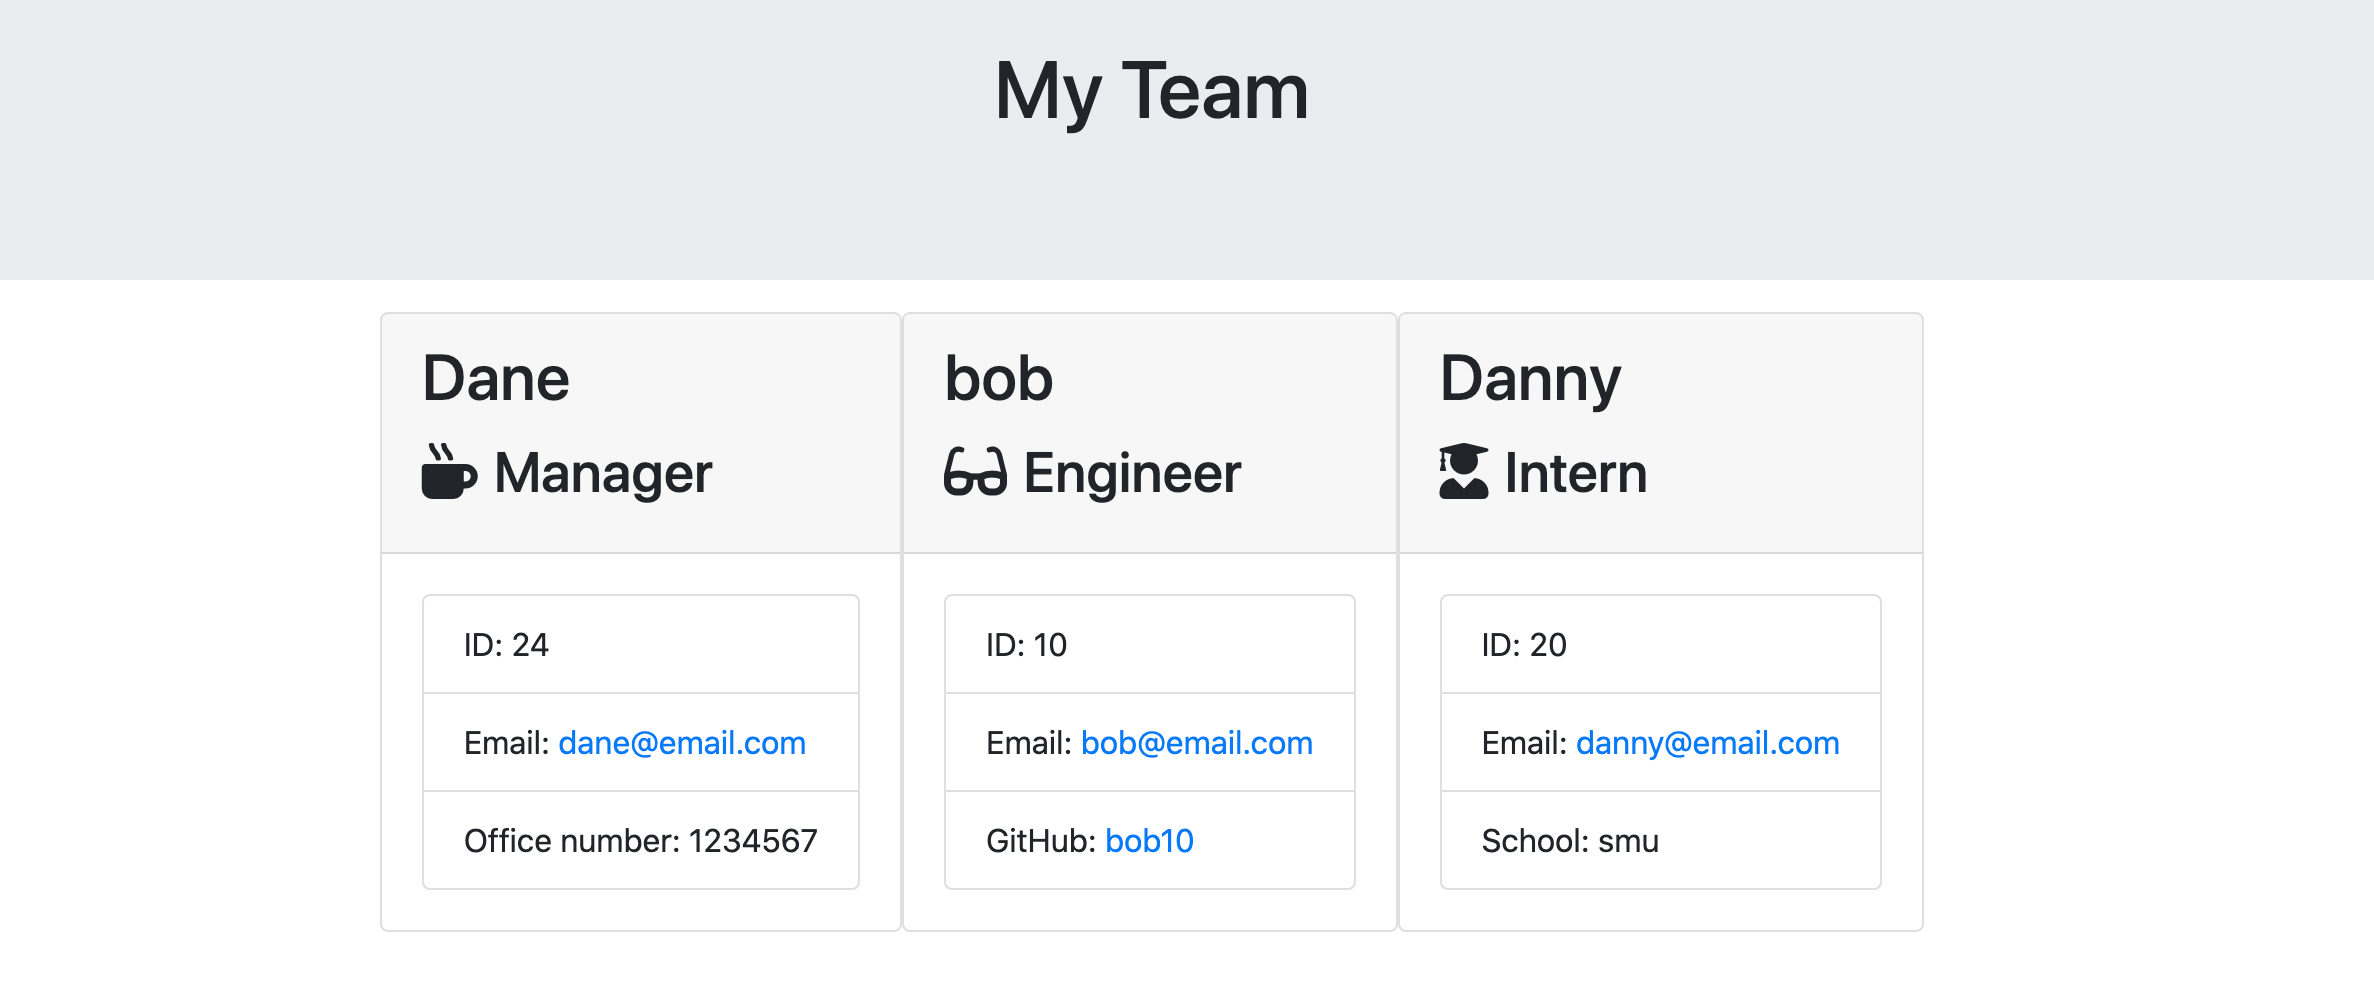 My Team
Dane
Manager
ID: 24
Email: dane@email.com
Office number: 1234567
bob
Engineer
ID: 10
Email: bob@email.com
GitHub: bob10
Danny
Intern
ID: 20
Email: danny@email.com
School: smu